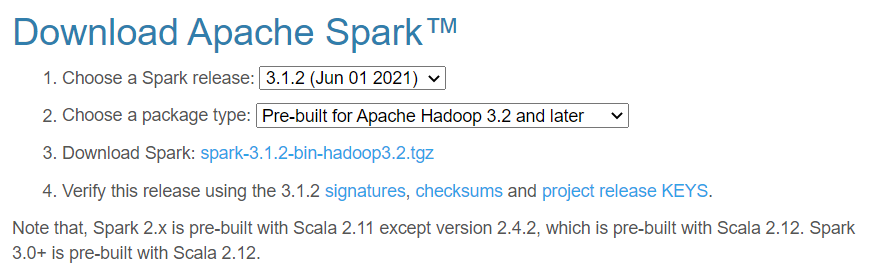 Download Apache Spark™
1. Choose a Spark release: 3.1.2 (Jun 01 2021)
2. Choose a package type: Pre-built for Apache Hadoop 3.2 and later
3. Download Spark: spark-3.1.2-bin-hadoop3.2.tgz
4. Verify this release using the 3.1.2 signatures, checksums and project release KEYS.
Note that, Spark 2.x is pre-built with Scala 2.11 except version 2.4.2, which is pre-built with Scala 2.12. Spark
3.0+ is pre-built with Scala 2.12.